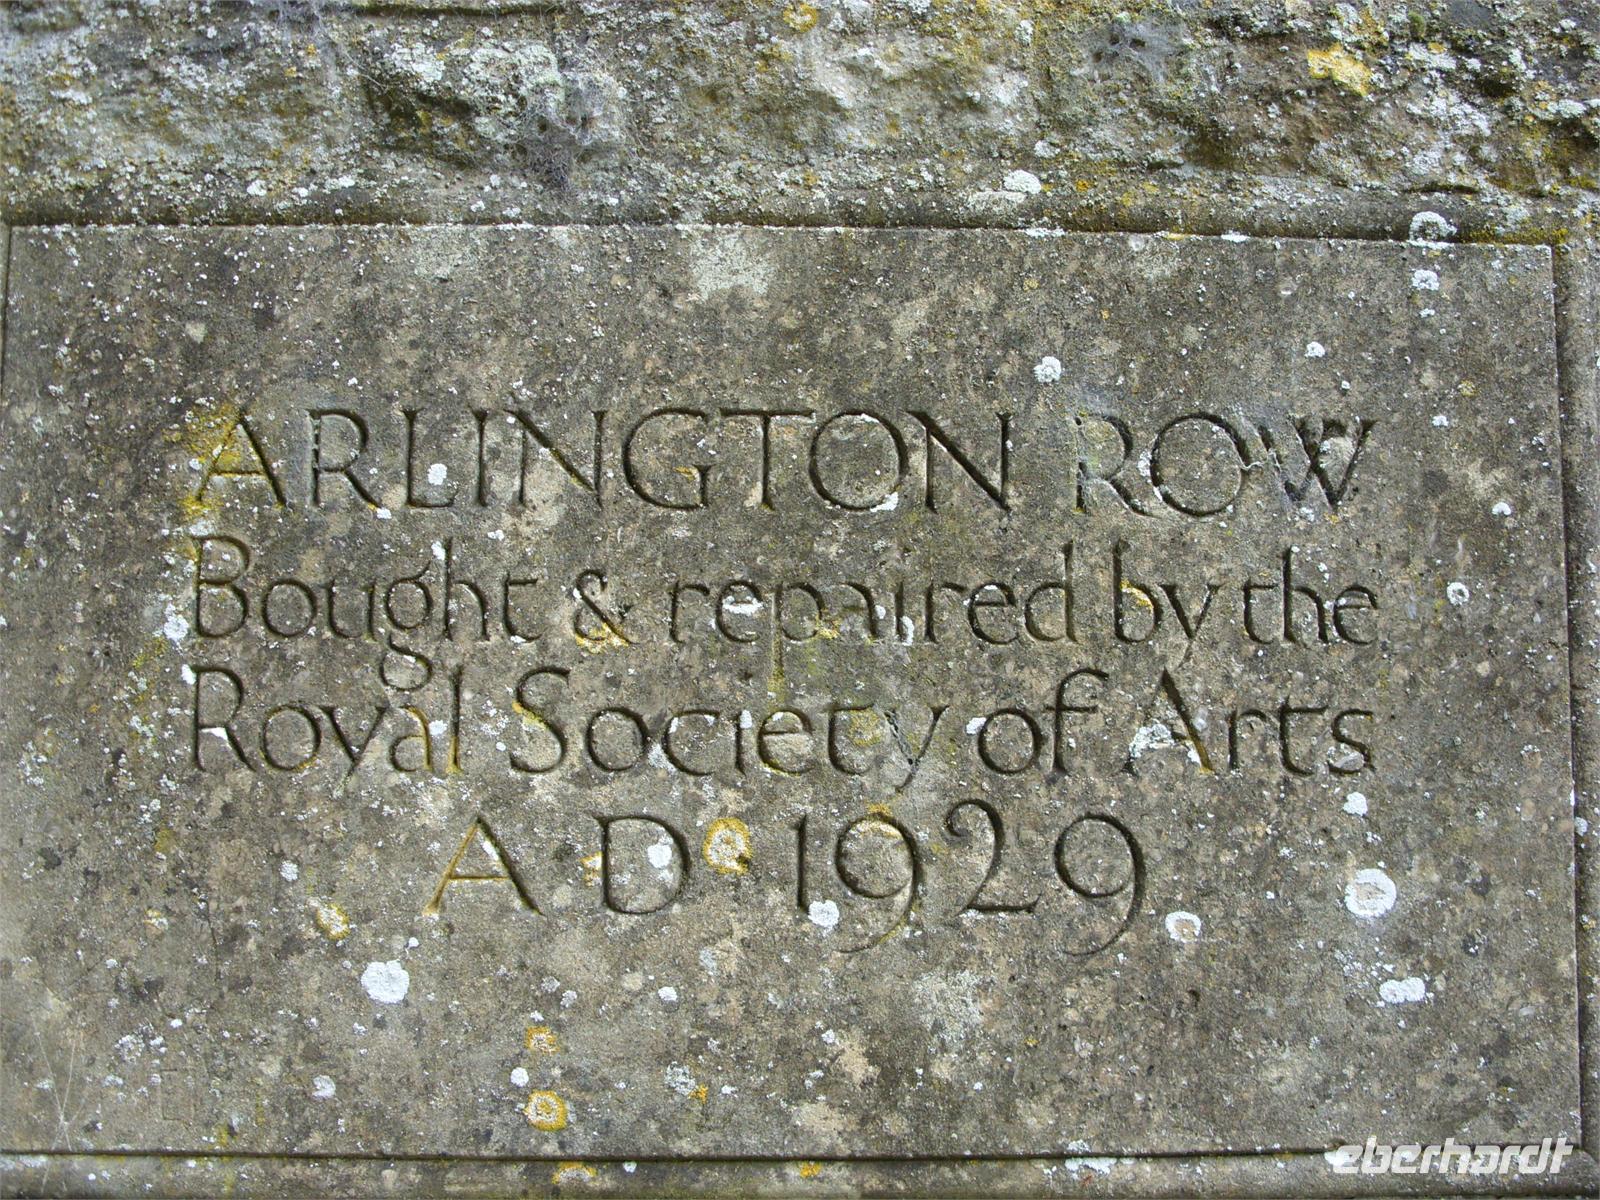 ARLINGTON ROW
Bought & repaired by the
Royal Society of Arts
A D 1929
eberhardt